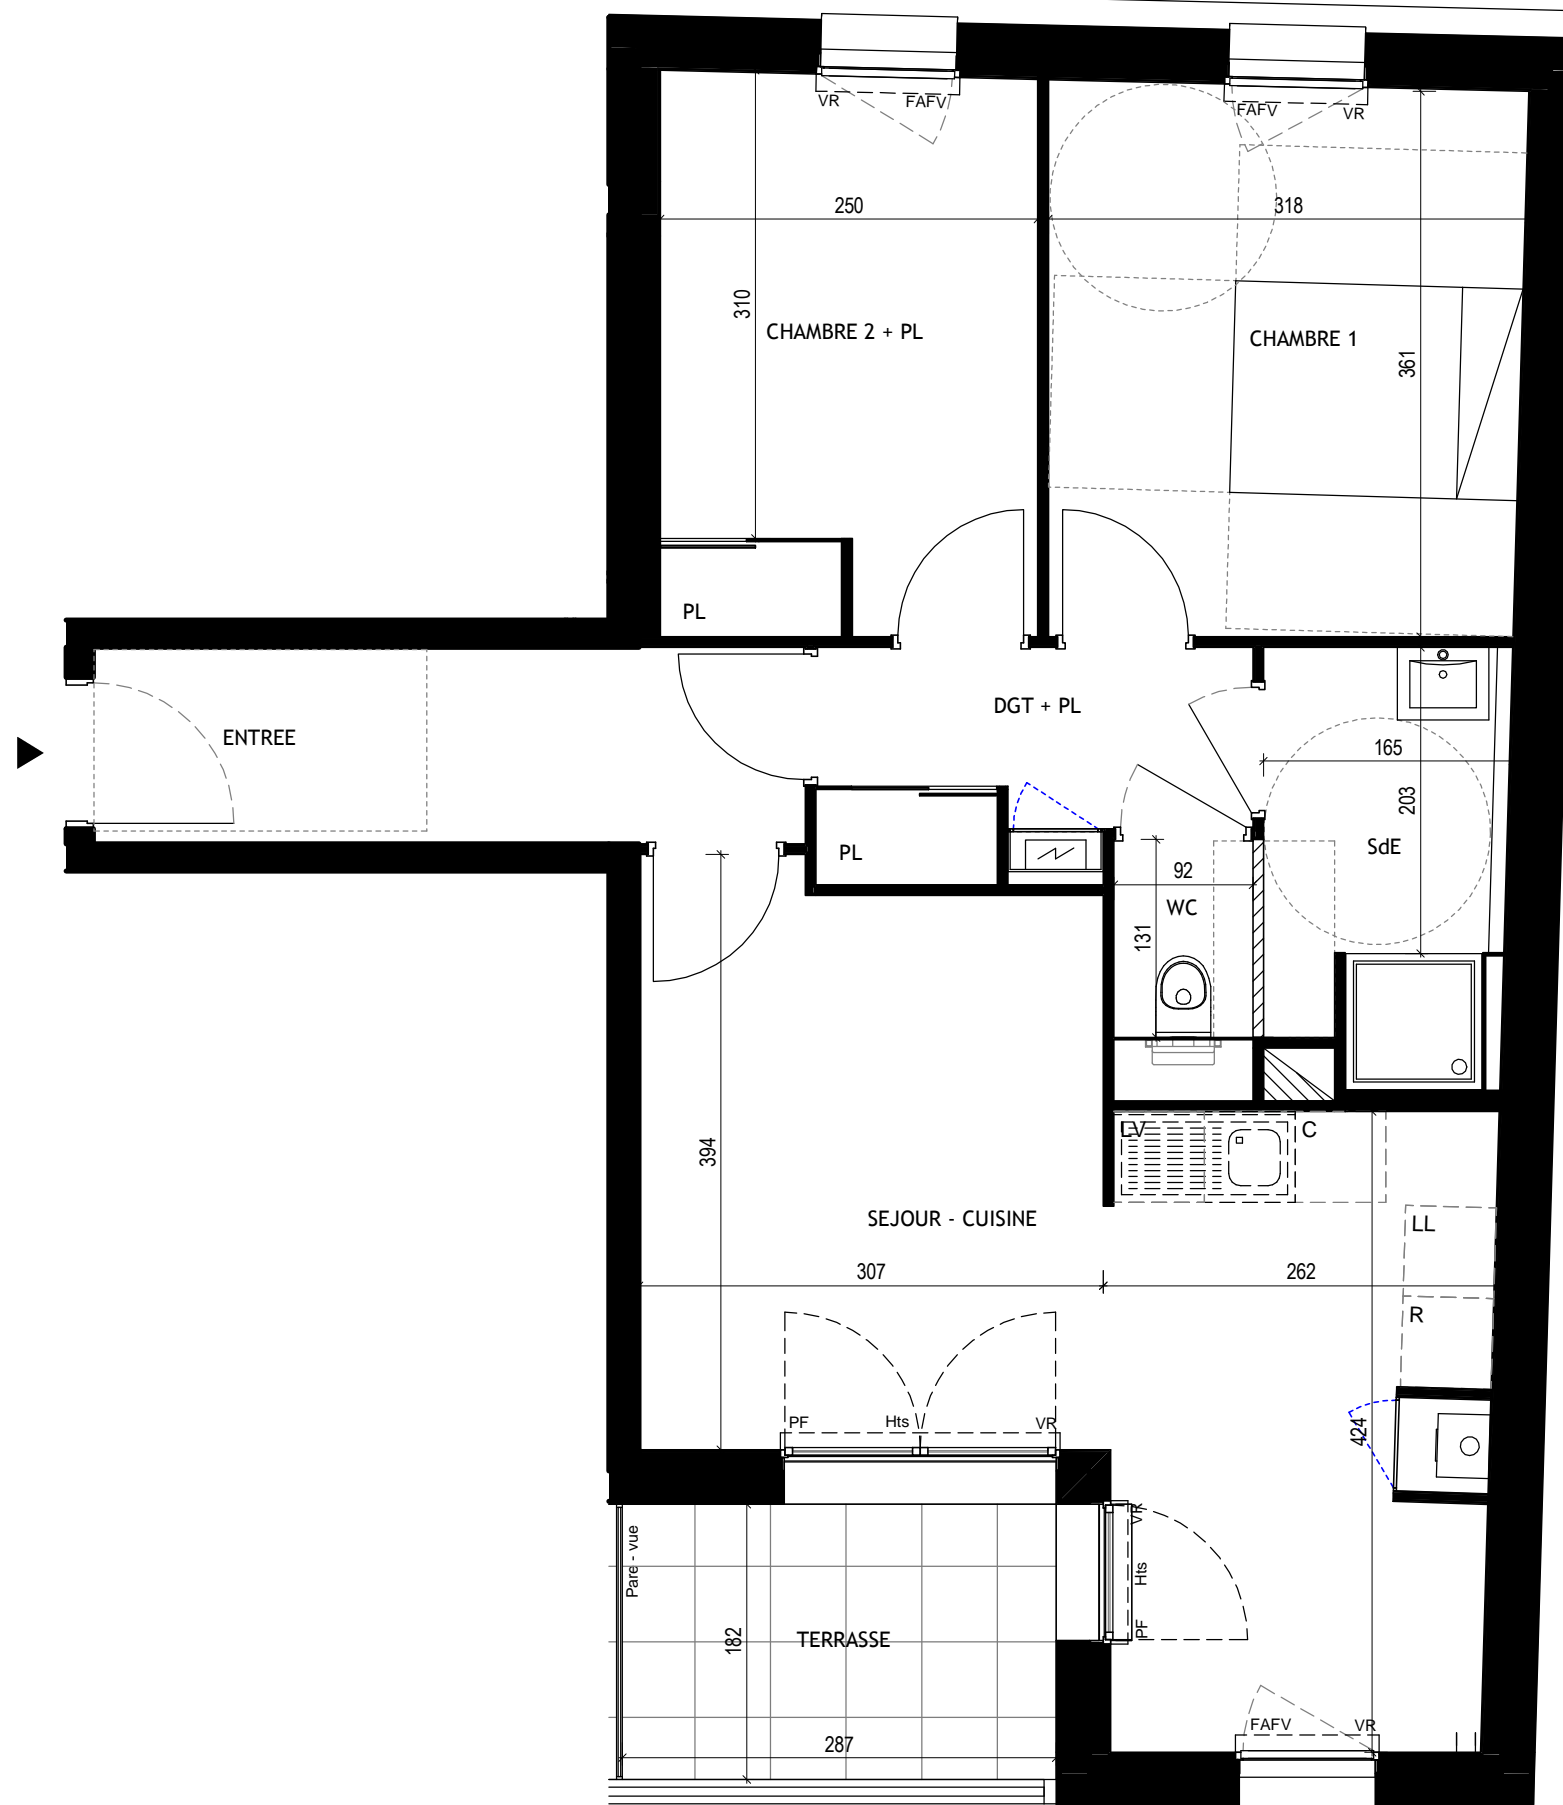 VR
FAFV
FAFV
VR
250
318
310
CHAMBRE 2 + PL
CHAMBRE 1
361
PL
DGT + PL
ENTREE
165
203
SdE
PL
92
WC
131
LV
C
394
SEJOUR - CUISINE
LL
307
262
R
PF
Hts
VR
424
Pare - vue
VR
Hts
PF
182
TERRASSE
FAFV
VR
287